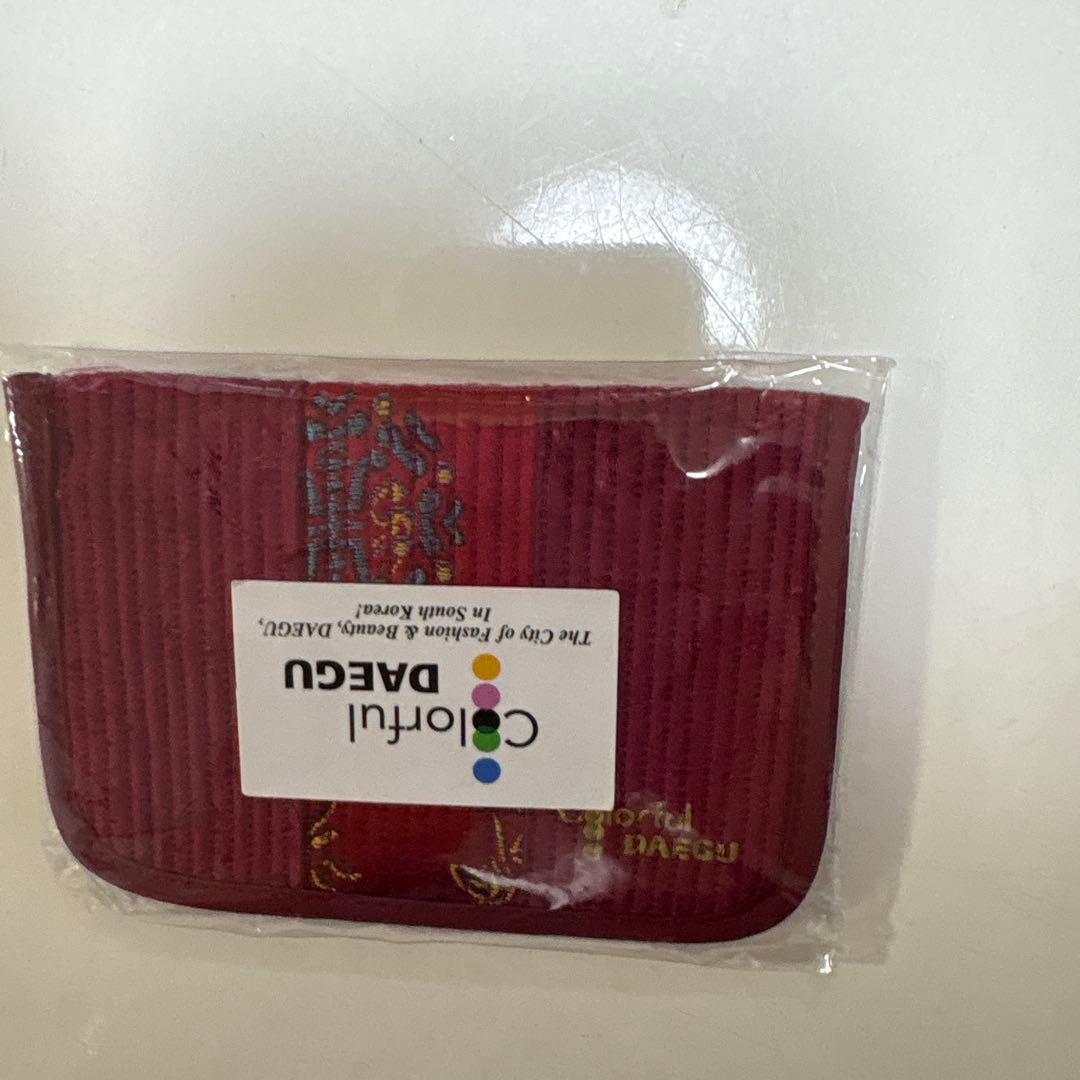 Colorful
DAEGU
The City of Fashion & Beauty, DAEGU,
In South Korea!
Colorful
DAEGU